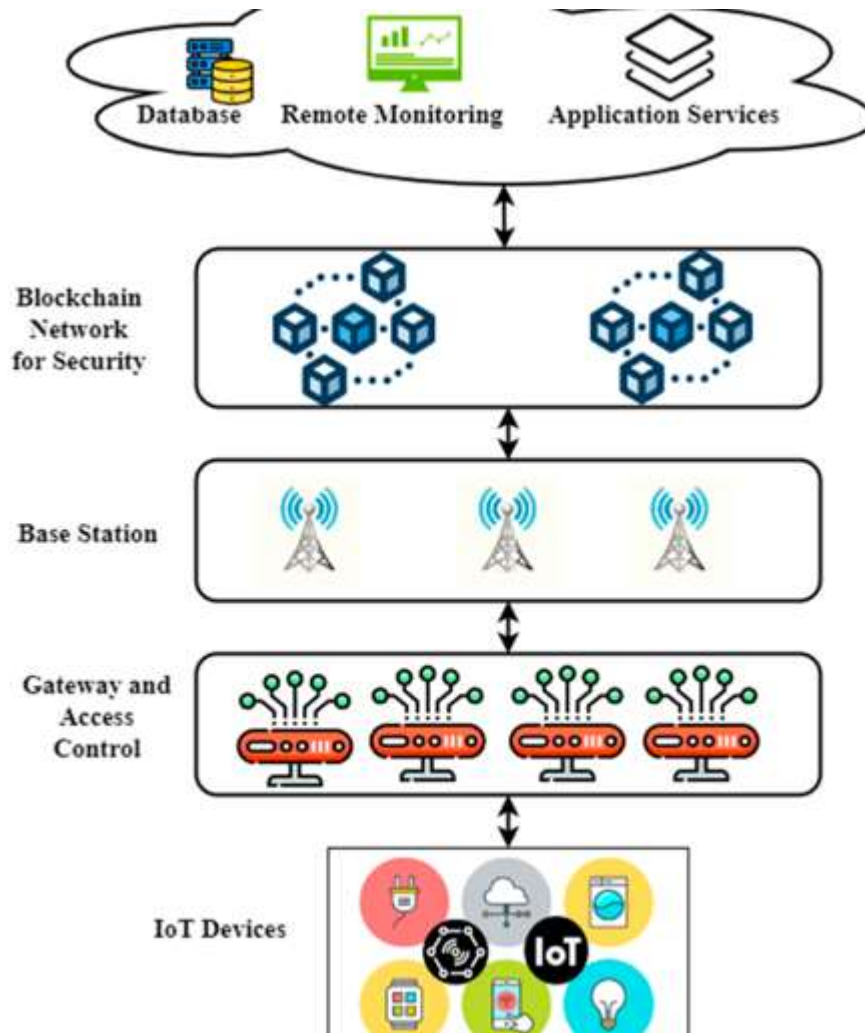 Database
Remote Monitoring
Application Services
Blockchain
Network
for Security
Base Station
Gateway and
Access
Control
IoT Devices
IoT